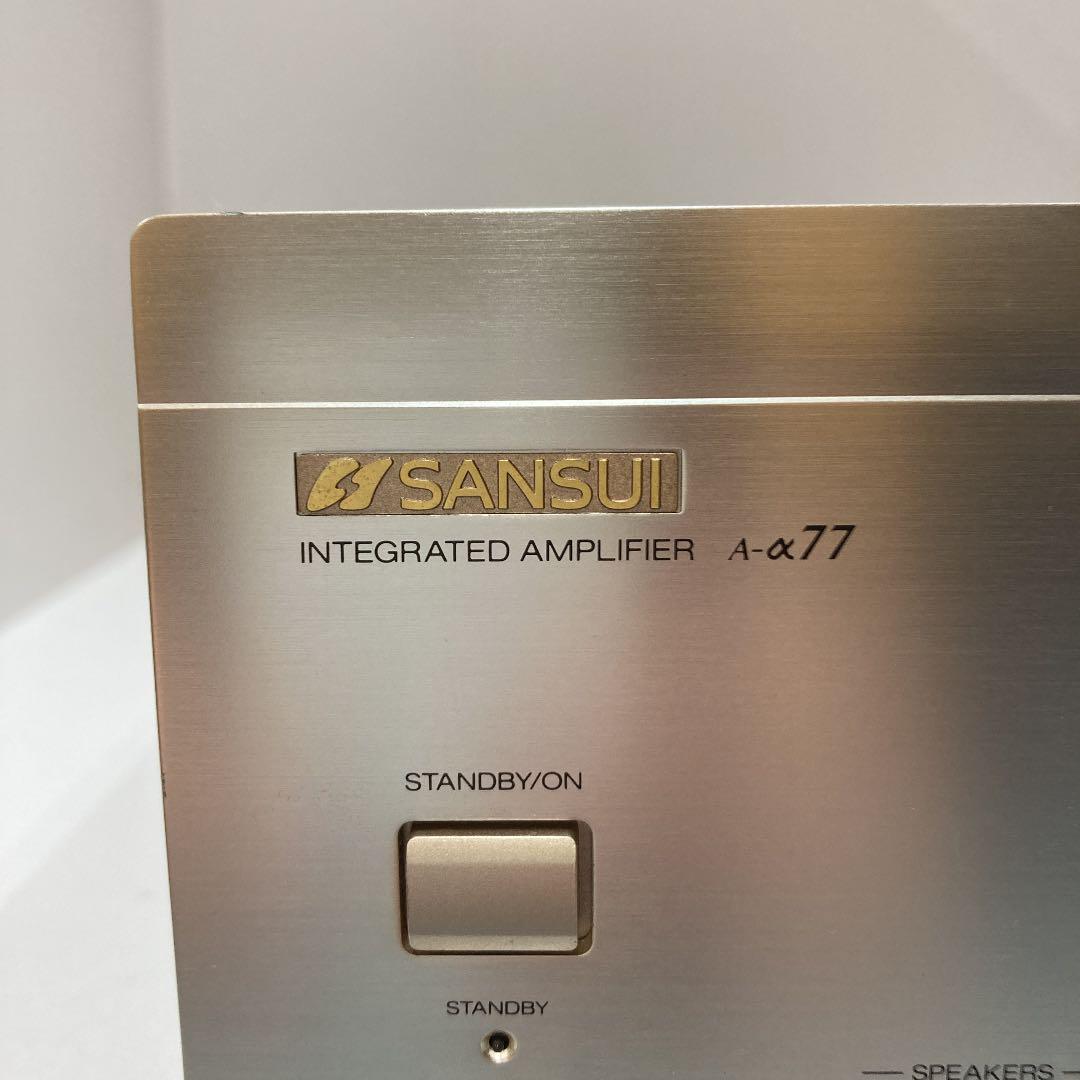 SANSUI
INTEGRATED AMPLIFIER A-α77
STANDBY/ON
STANDBY
SPEAKERS